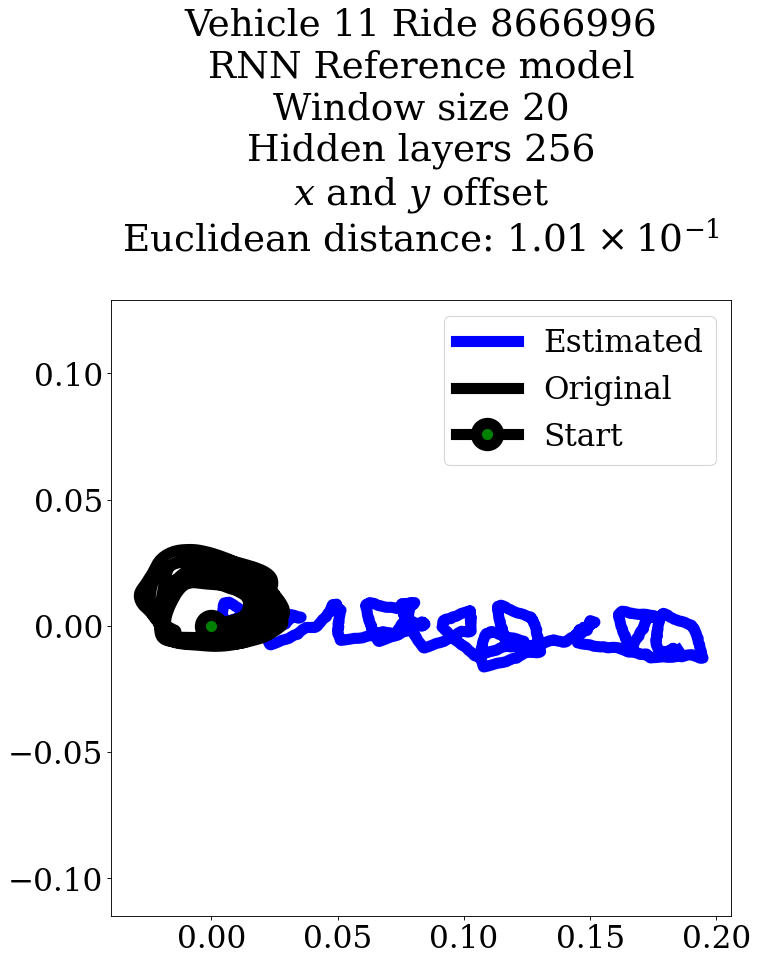 Vehicle 11 Ride 8666996
RNN Reference model
Window size 20
Hidden layers 256
x and y offset
Euclidean distance: 1.01 × 10⁻¹
Estimated
Original
Start
0.10
0.05
0.00
−0.05
−0.10
0.00 0.05 0.10 0.15 0.20